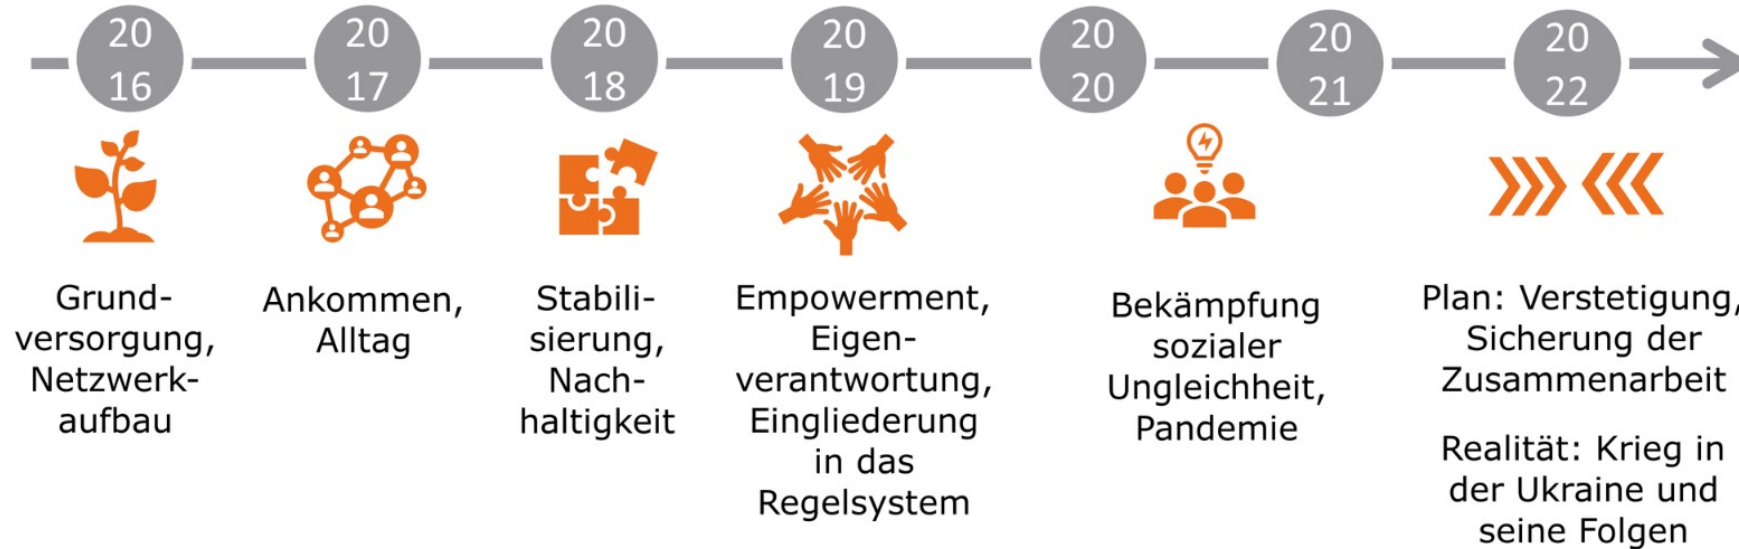 20
16
20
17
20
18
20
19
20
20
20
21
20
22
Grund-
versorgung,
Netzwerk-
aufbau
Ankommen,
Alltag
Stabili-
sierung,
Nach-
haltigkeit
Empowerment,
Eigen-
verantwortung,
Eingliederung
in das
Regelsystem
Bekämpfung
sozialer
Ungleichheit,
Pandemie
Plan: Verstetigung,
Sicherung der
Zusammenarbeit
Realität: Krieg in
der Ukraine und
seine Folgen